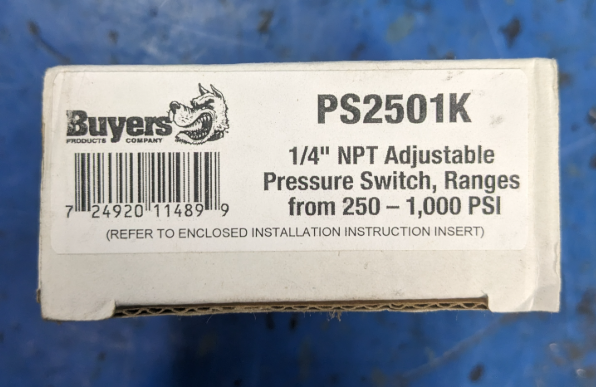 Buyers
PRODUCTS COMPANY
7 24920 11489 9
PS2501K
1/4" NPT Adjustable
Pressure Switch, Ranges
from 250 – 1,000 PSI
(REFER TO ENCLOSED INSTALLATION INSTRUCTION INSERT)